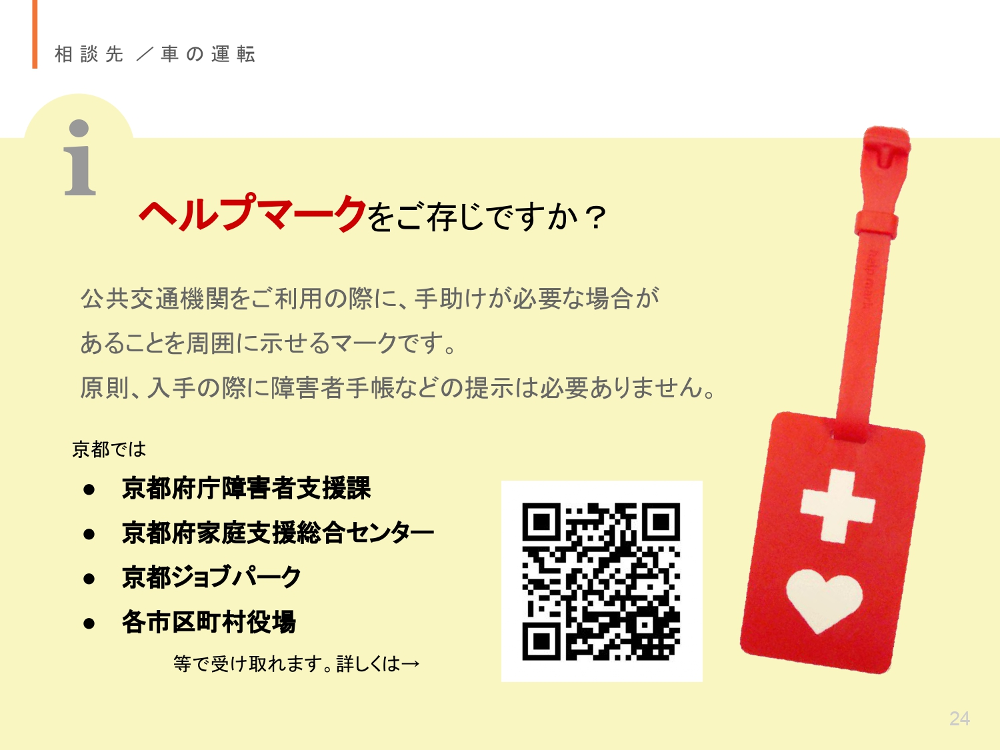 相談先 ／車の運転
i
ヘルプマークをご存じですか？
公共交通機関をご利用の際に、手助けが必要な場合が
あることを周囲に示せるマークです。
原則、入手の際に障害者手帳などの提示は必要ありません。
京都では
● 京都府庁障害者支援課
● 京都府家庭支援総合センター
● 京都ジョブパーク
● 各市区町村役場
等で受け取れます。詳しくは→
help mark
24